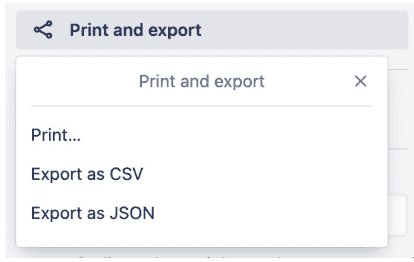 Print and export
Print and export
Print...
Export as CSV
Export as JSON